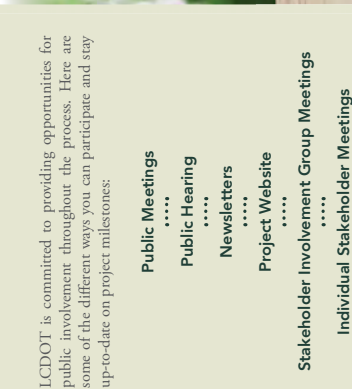 LCDOT is committed to providing opportunities for
public involvement throughout the process. Here are
some of the different ways you can participate and stay
up-to-date on project milestones:
Public Meetings
•••••
Public Hearing
•••••
Newsletters
•••••
Project Website
•••••
Stakeholder Involvement Group Meetings
•••••
Individual Stakeholder Meetings